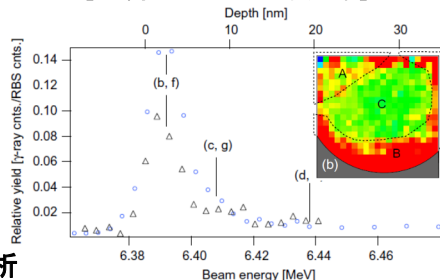 Depth [nm]
0 10 20 30
Relative yield [γ-ray cnts./RBS cnts.]
0.14
0.12
0.10
0.08
0.06
0.04
0.02
(b, f)
(c, g)
(d,
A
C
B
(b)
6.38 6.40 6.42 6.44 6.46
Beam energy [MeV]
析